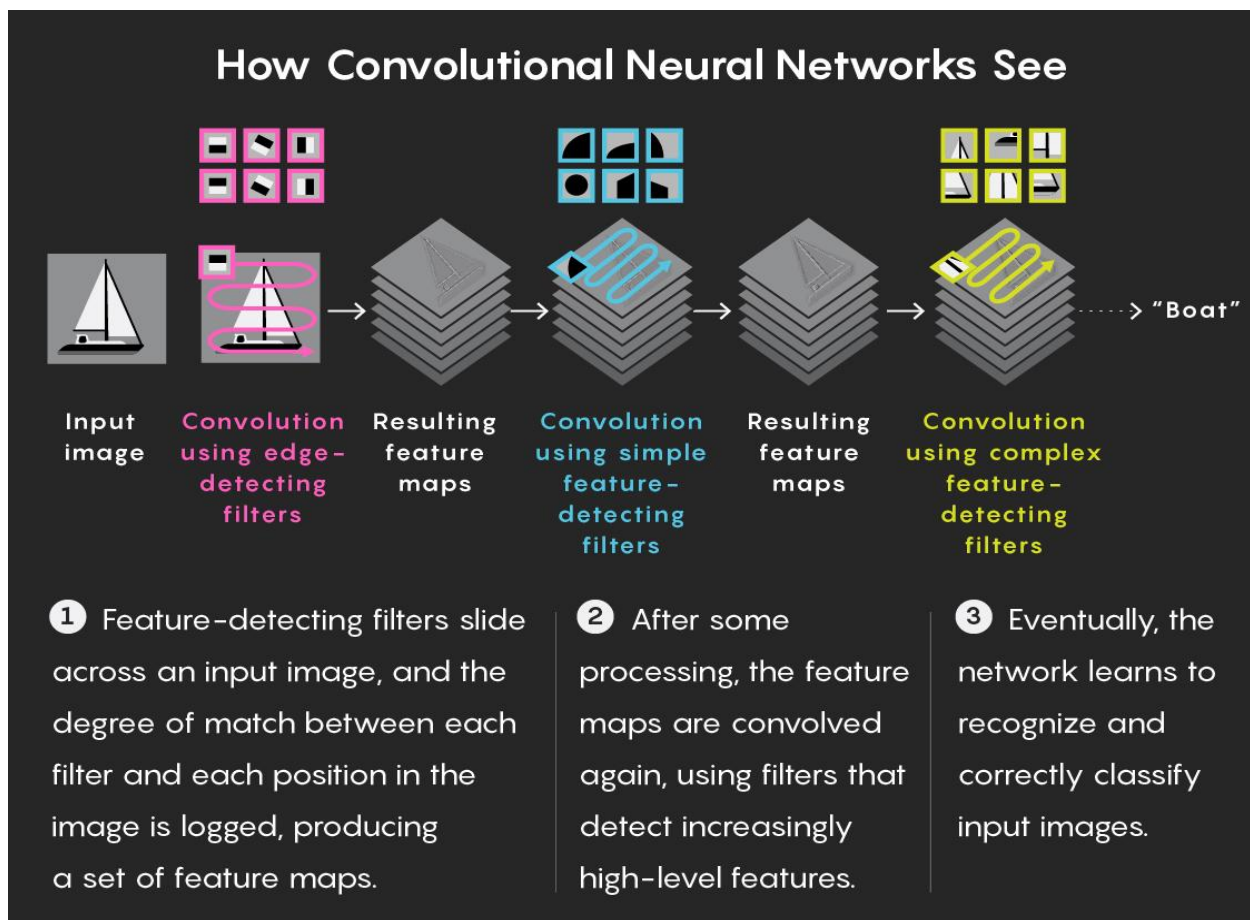 How Convolutional Neural Networks See
"Boat"
Input
image
Convolution
using edge-
detecting
filters
Resulting
feature
maps
Convolution
using simple
feature-
detecting
filters
Resulting
feature
maps
Convolution
using complex
feature-
detecting
filters
1 Feature-detecting filters slide
across an input image, and the
degree of match between each
filter and each position in the
image is logged, producing
a set of feature maps.
2 After some
processing, the feature
maps are convolved
again, using filters that
detect increasingly
high-level features.
3 Eventually, the
network learns to
recognize and
correctly classify
input images.